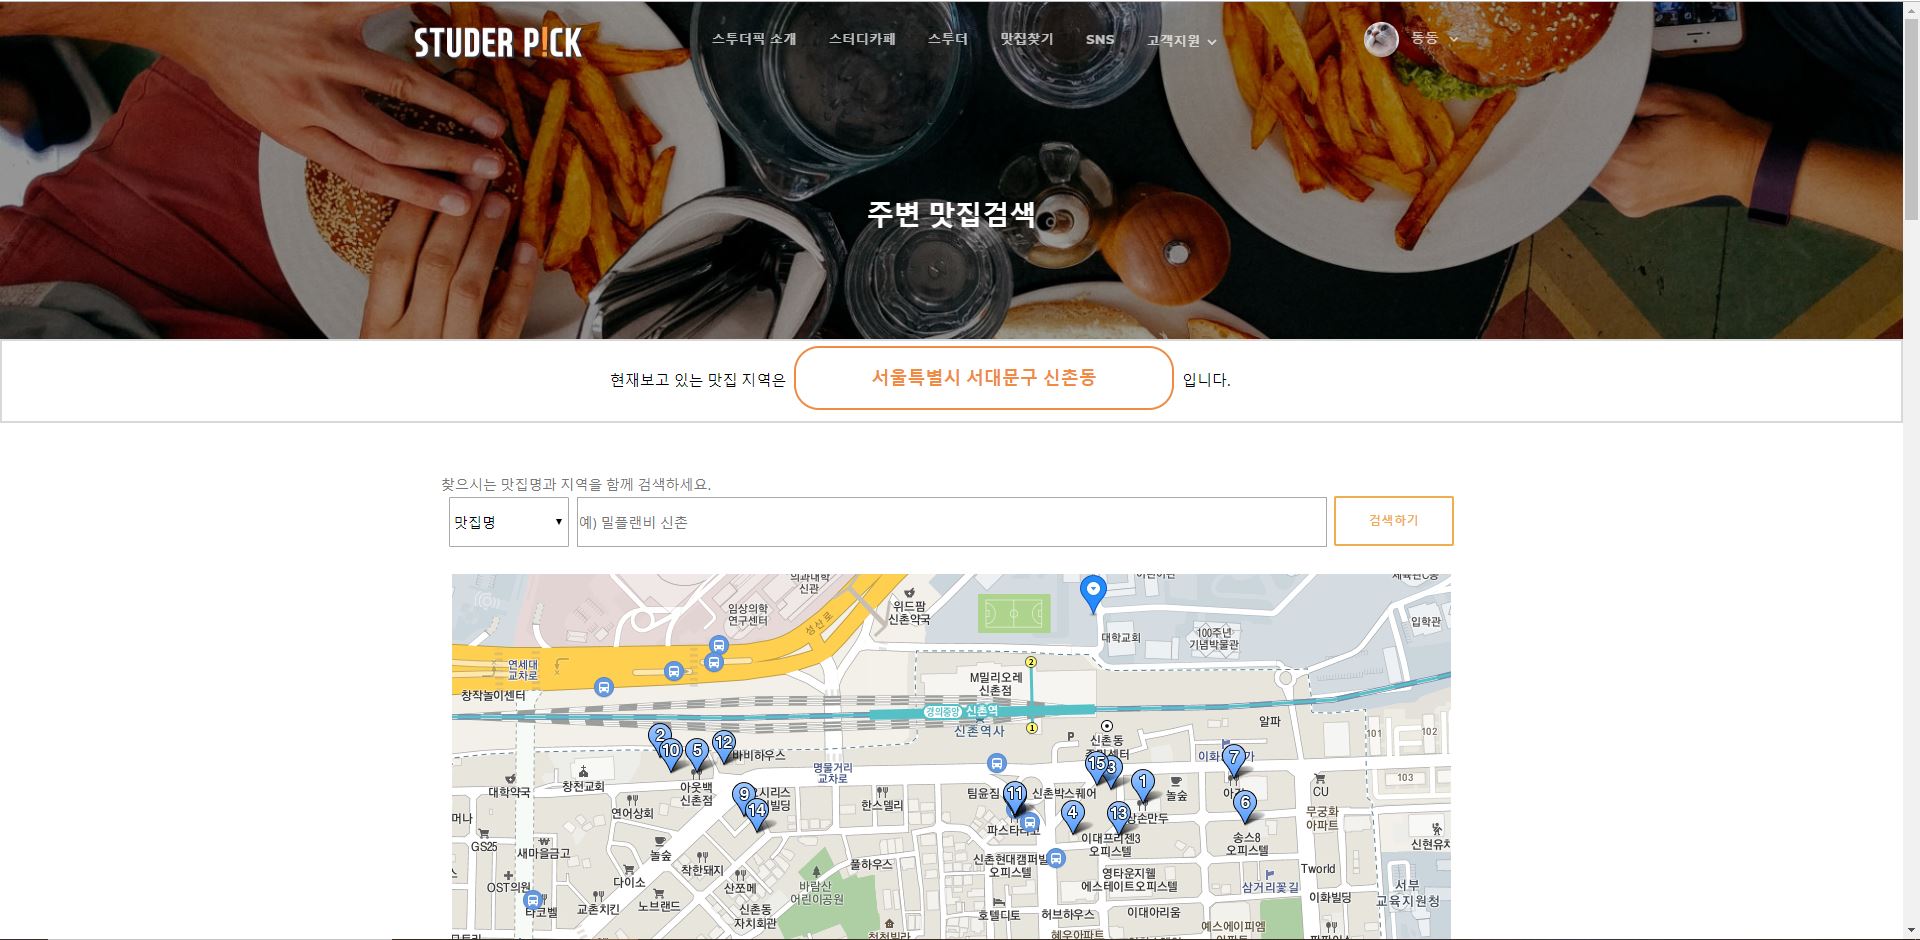 STUDER P!CK
스투더픽 소개 스터디카페 스투더 맛집찾기 SNS 고객지원
동동
주변 맛집검색
현재보고 있는 맛집 지역은 서울특별시 서대문구 신촌동 입니다.
찾으시는 맛집명과 지역을 함께 검색하세요.
맛집명
예) 밀플랜비 신촌
검색하기
의과대학
신관
어린이관
임상의학
연구센터
성산로
위드팜
신촌약국
대학교회
100주년
기념박물관
입학관
연세대
교차로
창작놀이센터
M밀리오레
신촌점
2
경의중앙 신촌역
신촌역사
1
P
신촌동
알파
101
102
103
2
10
5
12
바비하우스
명물거리
교차로
15
3
7
1
대학약국
창천교회
아웃백
신촌점
9
14
연어상회
한스델리
팀윤짐
11
신촌박스퀘어
4
13
놀숲
6
CU
무궁화
아파트
머나
GS25
새마을금고
파스타
이대프리젠3
오피스텔
송스8
오피스텔
놀숲
착한돼지
풀하우스
신촌현대캠퍼빌
오피스텔
영타운지웰
에스테이트오피스텔
Tworld
OST의원
다이소
산쪼메
바람산
어린이공원
삼거리꽃길
서부
교육지원청
타코벨
교촌치킨
노브랜드
신촌동
자치회관
호텔디토
허브하우스
이대아리움
이화빌딩
예스에이피엠